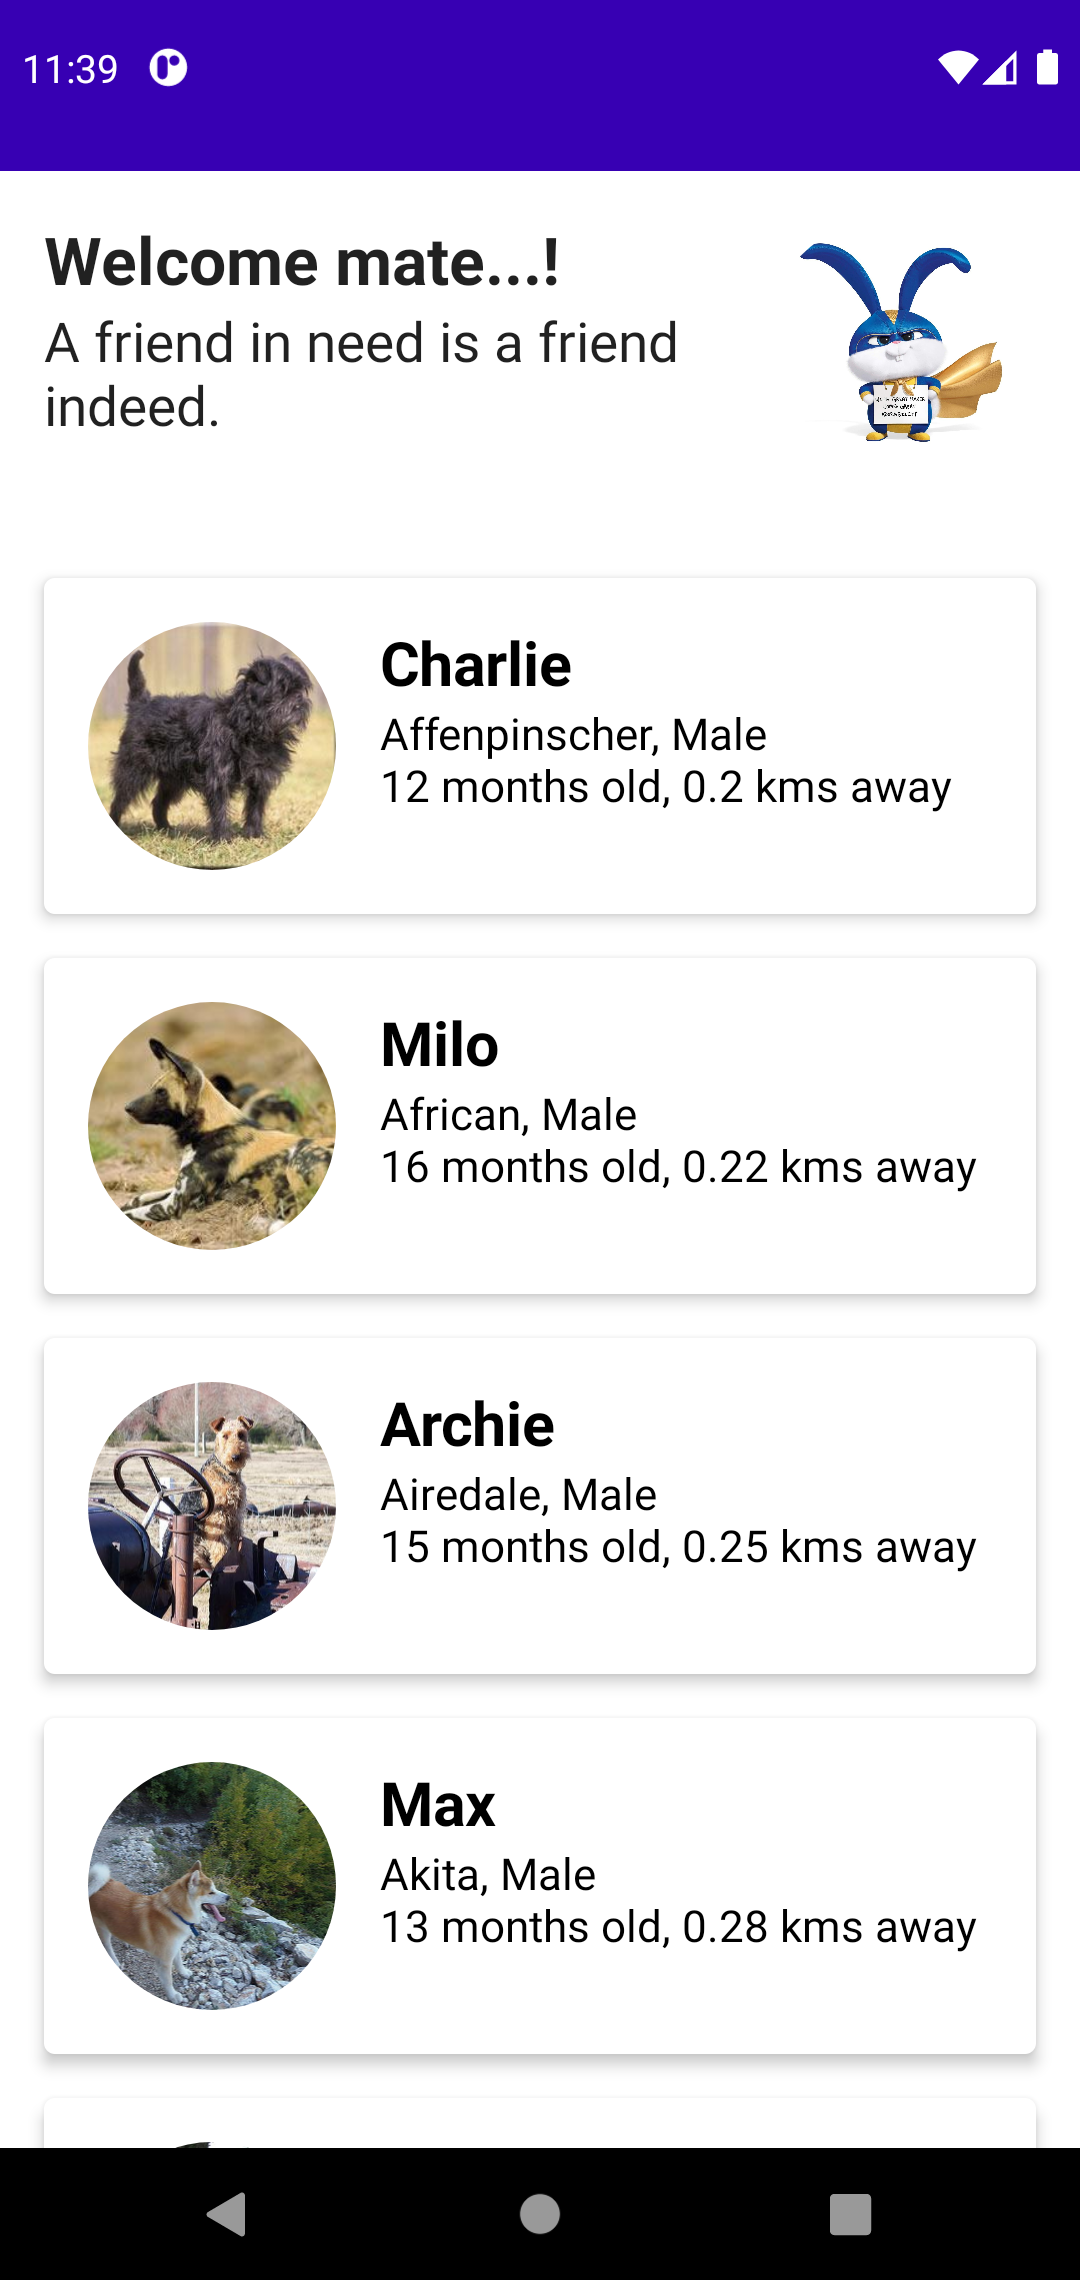 11:39
Welcome mate...!
A friend in need is a friend
indeed.
Charlie
Affenpinscher, Male
12 months old, 0.2 kms away
Milo
African, Male
16 months old, 0.22 kms away
Archie
Airedale, Male
15 months old, 0.25 kms away
Max
Akita, Male
13 months old, 0.28 kms away